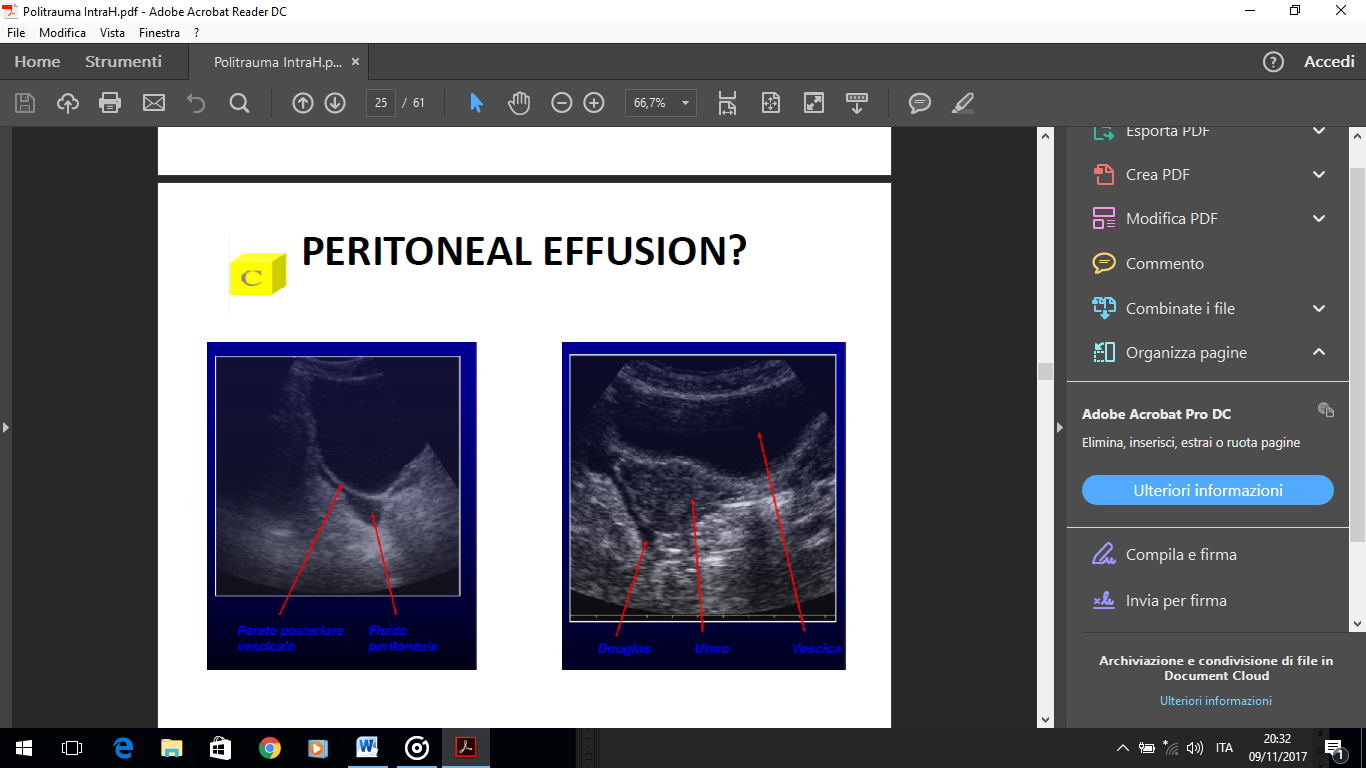 Politrauma IntraH.pdf - Adobe Acrobat Reader DC
File Modifica Vista Finestra ?
Home Strumenti Politrauma IntraH.p... × ? Accedi
25 / 61 66,7%
Esporta PDF
Crea PDF
Modifica PDF
Commento
Combinate i file
Organizza pagine
Adobe Acrobat Pro DC
Elimina, inserisci, estrai o ruota pagine
Ulteriori informazioni
Compila e firma
Invia per firma
Archiviazione e condivisione di file in
Document Cloud
Ulteriori informazioni
PERITONEAL EFFUSION?
C
Parete posteriore
vescicale
Fluido
peritoneale
Douglas Utero Vescica
ITA
20:32
09/11/2017
1